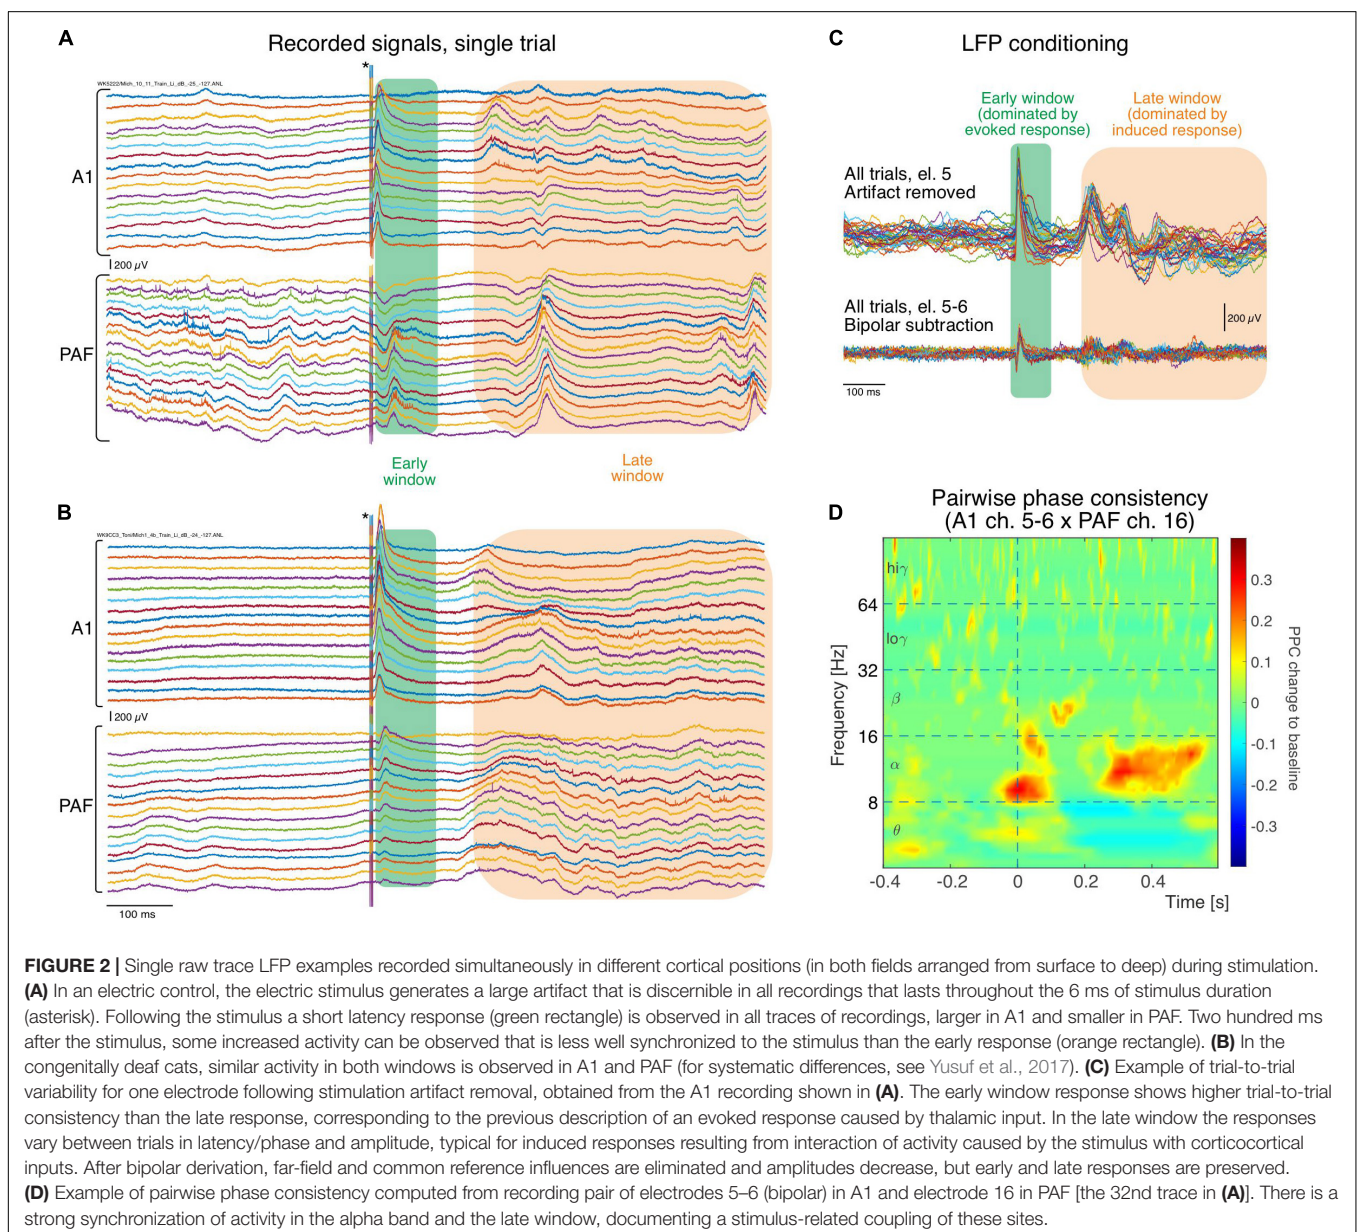 A
Recorded signals, single trial
WK5222/Mich_10_11_Train_Li_dB_-25_-127.ANL
*
A1
200 µV
PAF
Early
window
Late
window
B
WK9CC3_Toni/Mich1_4b_Train_Li_dB_-24_-127.ANL
*
A1
200 µV
PAF
100 ms
C
LFP conditioning
Early window
(dominated by
evoked response)
Late window
(dominated by
induced response)
All trials, el. 5
Artifact removed
All trials, el. 5-6
Bipolar subtraction
200 µV
100 ms
D
Pairwise phase consistency
(A1 ch. 5-6 x PAF ch. 16)
Frequency [Hz]
hiγ
64
loγ
32
β
16
α
8
θ
-0.4
-0.2
0
0.2
0.4
Time [s]
0.3
0.2
0.1
0
-0.1
-0.2
-0.3
PPC change to baseline
FIGURE 2 | Single raw trace LFP examples recorded simultaneously in different cortical positions (in both fields arranged from surface to deep) during stimulation.
(A) In an electric control, the electric stimulus generates a large artifact that is discernible in all recordings that lasts throughout the 6 ms of stimulus duration
(asterisk). Following the stimulus a short latency response (green rectangle) is observed in all traces of recordings, larger in A1 and smaller in PAF. Two hundred ms
after the stimulus, some increased activity can be observed that is less well synchronized to the stimulus than the early response (orange rectangle). (B) In the
congenitally deaf cats, similar activity in both windows is observed in A1 and PAF (for systematic differences, see Yusuf et al., 2017). (C) Example of trial-to-trial
variability for one electrode following stimulation artifact removal, obtained from the A1 recording shown in (A). The early window response shows higher trial-to-trial
consistency than the late response, corresponding to the previous description of an evoked response caused by thalamic input. In the late window the responses
vary between trials in latency/phase and amplitude, typical for induced responses resulting from interaction of activity caused by the stimulus with corticocortical
inputs. After bipolar derivation, far-field and common reference influences are eliminated and amplitudes decrease, but early and late responses are preserved.
(D) Example of pairwise phase consistency computed from recording pair of electrodes 5–6 (bipolar) in A1 and electrode 16 in PAF [the 32nd trace in (A)]. There is a
strong synchronization of activity in the alpha band and the late window, documenting a stimulus-related coupling of these sites.